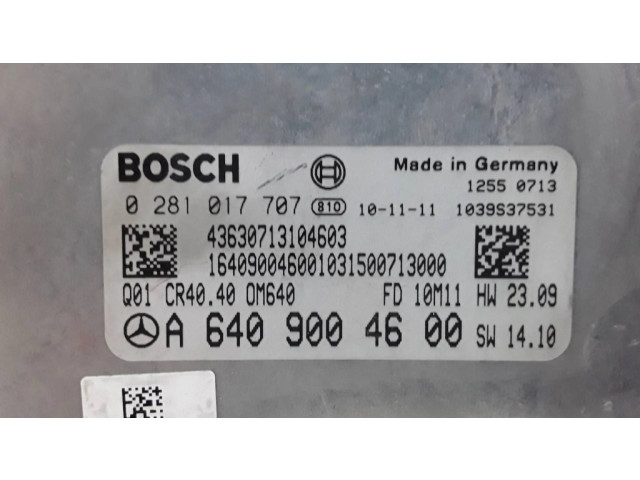 BOSCH Made in Germany
1255 0713
0 281 017 707 810 10-11-11 1039S37531
43630713104603
164090046001031500713000
Q01 CR40.40 OM640 FD 10M11 HW 23.09
A 640 900 46 00 SW 14.10